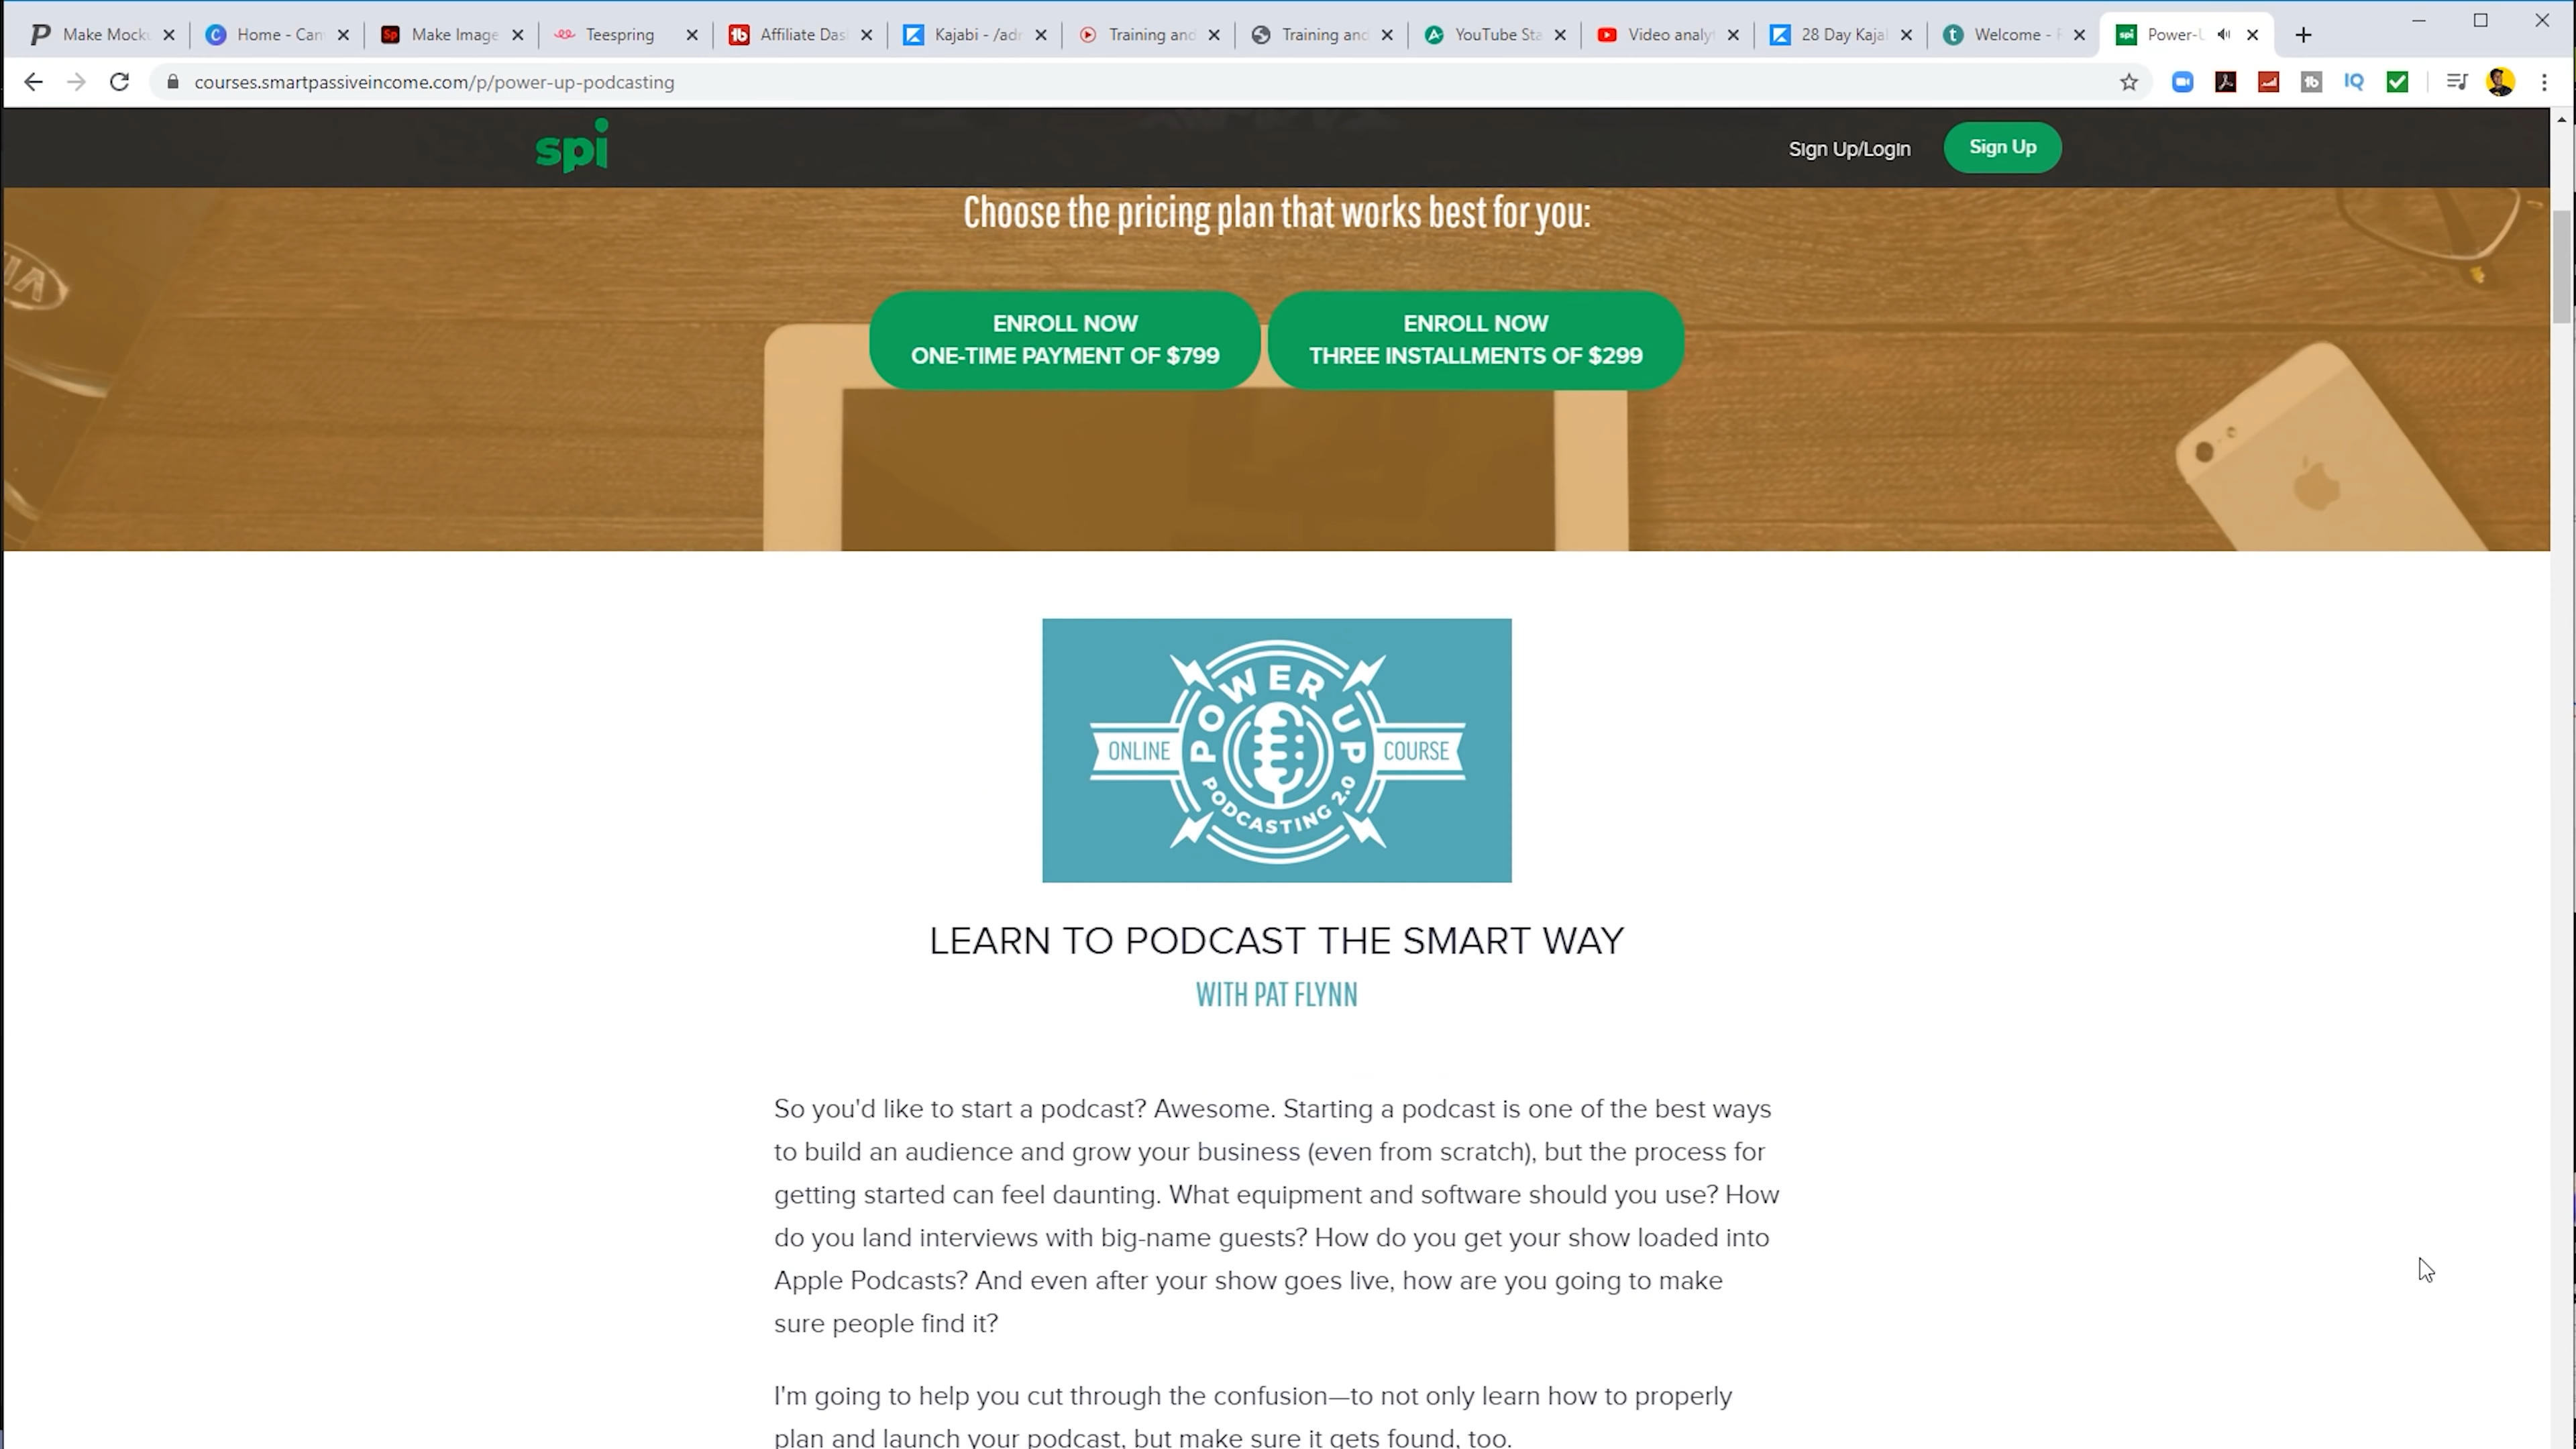 Make Mock
Home - Can
Make Image
Teespring
Affiliate Das
Kajabi - /adr
Training and
Training and
YouTube Sta
Video analyt
28 Day Kajal
Welcome -
Power-U
courses.smartpassiveincome.com/p/power-up-podcasting
spi
Sign Up/Login
Sign Up
Choose the pricing plan that works best for you:
ENROLL NOW
ONE-TIME PAYMENT OF $799
ENROLL NOW
THREE INSTALLMENTS OF $299
POWER UP
ONLINE
COURSE
PODCASTING 2.0
LEARN TO PODCAST THE SMART WAY
WITH PAT FLYNN
So you'd like to start a podcast? Awesome. Starting a podcast is one of the best ways
to build an audience and grow your business (even from scratch), but the process for
getting started can feel daunting. What equipment and software should you use? How
do you land interviews with big-name guests? How do you get your show loaded into
Apple Podcasts? And even after your show goes live, how are you going to make
sure people find it?
I'm going to help you cut through the confusion—to not only learn how to properly
plan and launch your podcast, but make sure it gets found, too.